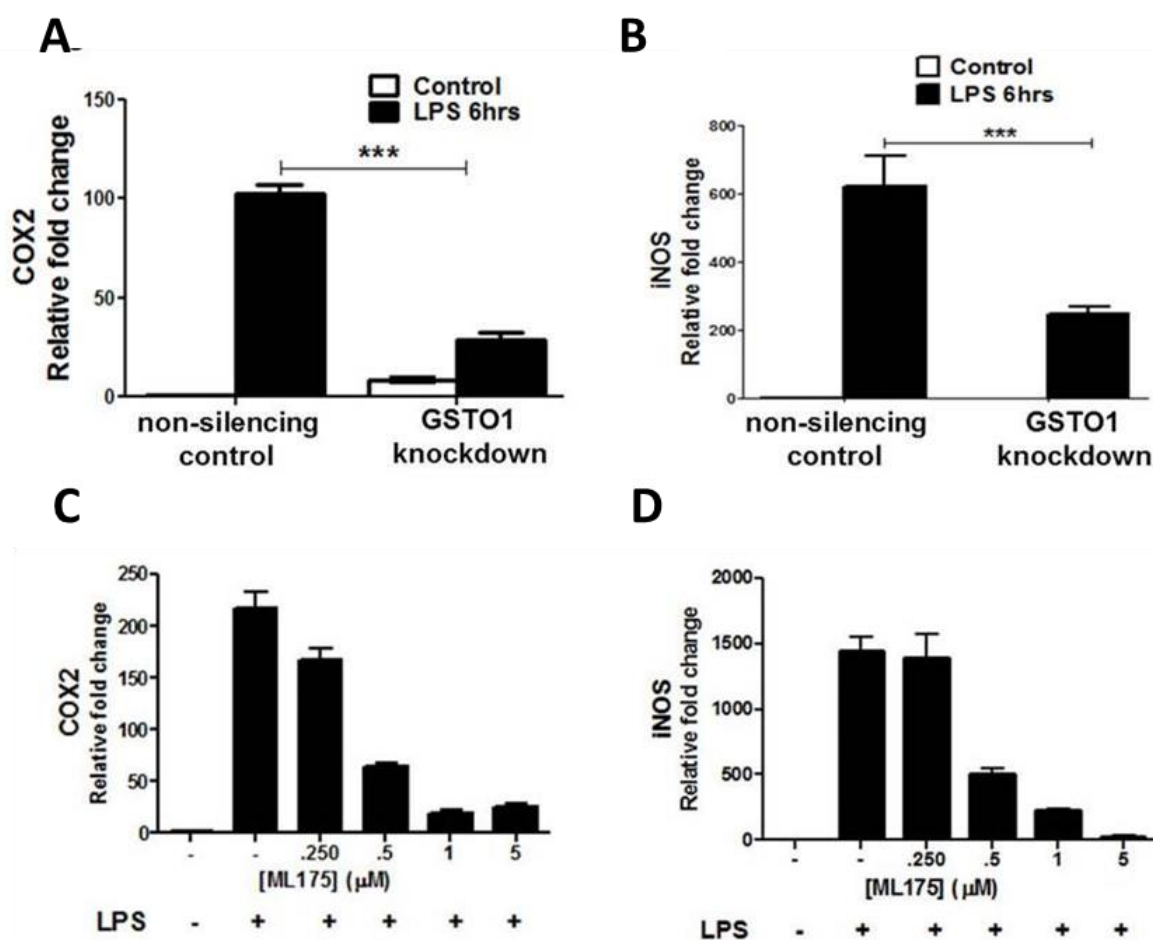 A
Control
LPS 6hrs
COX2
Relative fold change
150
100
50
0
***
non-silencing
control
GSTO1
knockdown
B
Control
LPS 6hrs
iNOS
Relative fold change
800
600
400
200
0
***
non-silencing
control
GSTO1
knockdown
C
COX2
Relative fold change
250
200
150
100
50
0
- - .250 .5 1 5
[ML175] (µM)
LPS - + + + + +
D
iNOS
Relative fold change
2000
1500
1000
500
0
- - .250 .5 1 5
[ML175] (µM)
LPS - + + + + +